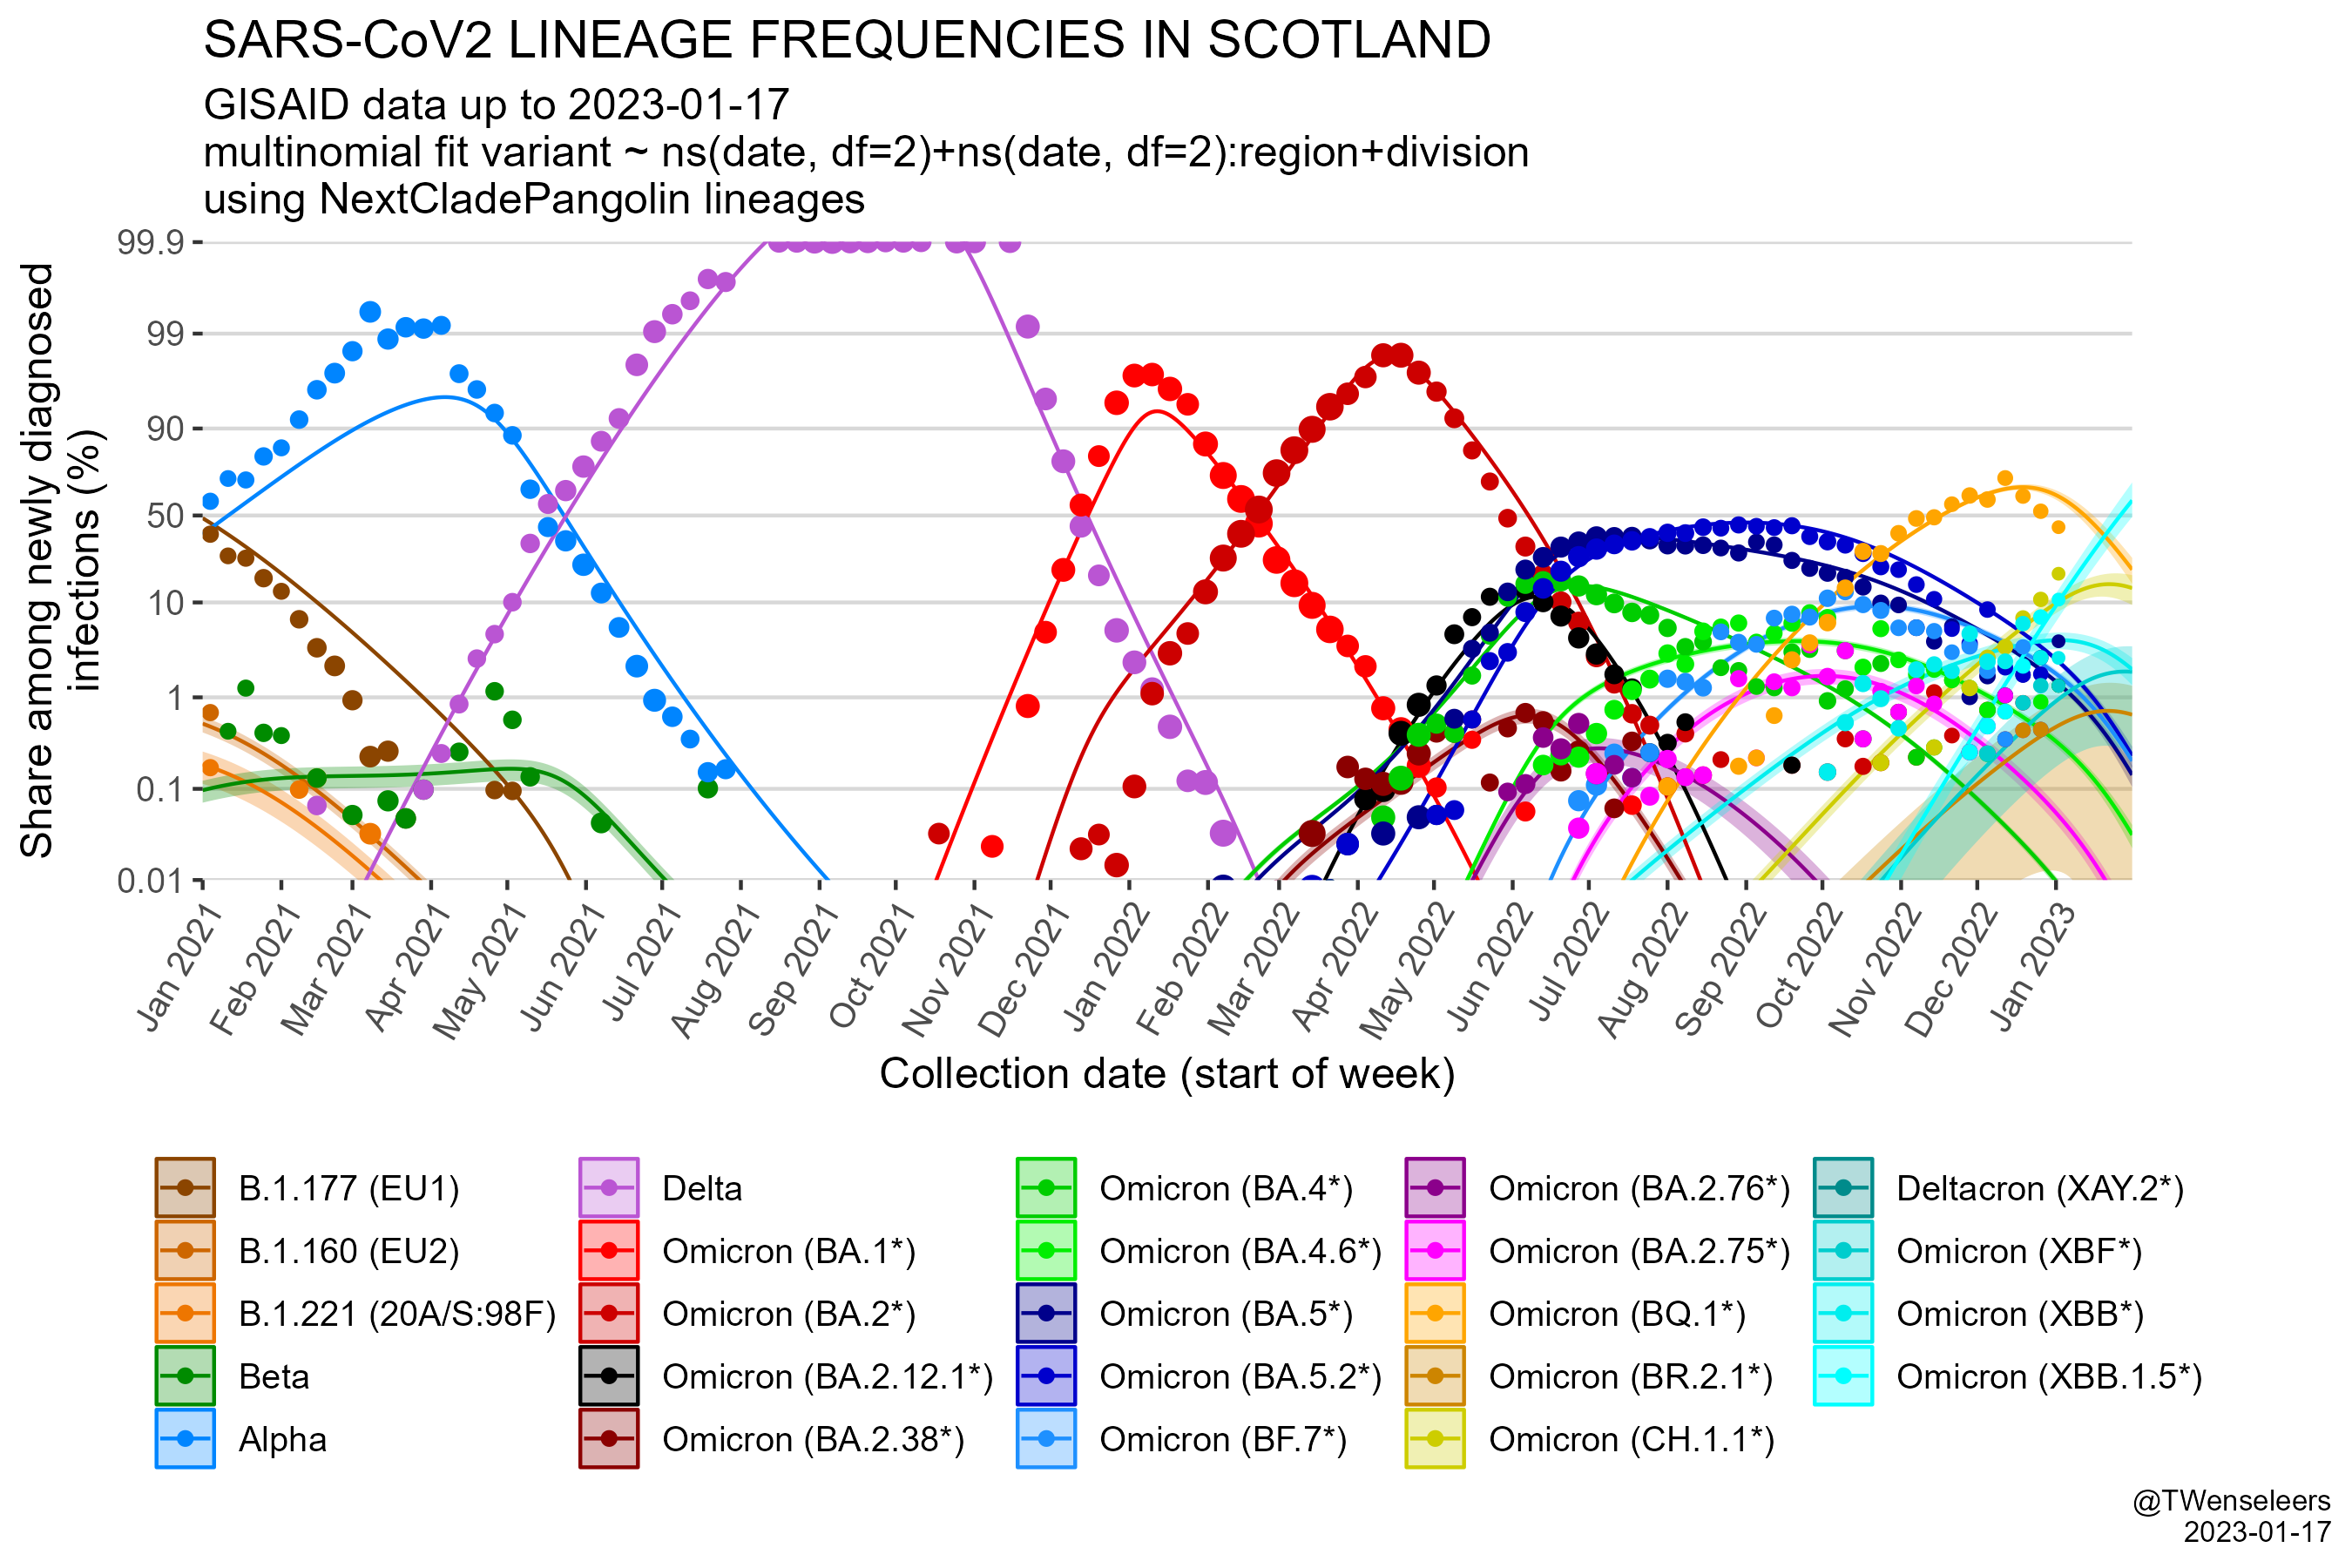 SARS-CoV2 LINEAGE FREQUENCIES IN SCOTLAND
GISAID data up to 2023-01-17
multinomial fit variant ~ ns(date, df=2)+ns(date, df=2):region+division
using NextCladePangolin lineages
Share among newly diagnosed
infections (%)
99.9
99
90
50
10
1
0.1
0.01
Jan 2021
Feb 2021
Mar 2021
Apr 2021
May 2021
Jun 2021
Jul 2021
Aug 2021
Sep 2021
Oct 2021
Nov 2021
Dec 2021
Jan 2022
Feb 2022
Mar 2022
Apr 2022
May 2022
Jun 2022
Jul 2022
Aug 2022
Sep 2022
Oct 2022
Nov 2022
Dec 2022
Jan 2023
Collection date (start of week)
B.1.177 (EU1)
B.1.160 (EU2)
B.1.221 (20A/S:98F)
Beta
Alpha
Delta
Omicron (BA.1*)
Omicron (BA.2*)
Omicron (BA.2.12.1*)
Omicron (BA.2.38*)
Omicron (BA.4*)
Omicron (BA.4.6*)
Omicron (BA.5*)
Omicron (BA.5.2*)
Omicron (BF.7*)
Omicron (BA.2.76*)
Omicron (BA.2.75*)
Omicron (BQ.1*)
Omicron (BR.2.1*)
Omicron (CH.1.1*)
Deltacron (XAY.2*)
Omicron (XBF*)
Omicron (XBB*)
Omicron (XBB.1.5*)
@TWenseleers
2023-01-17